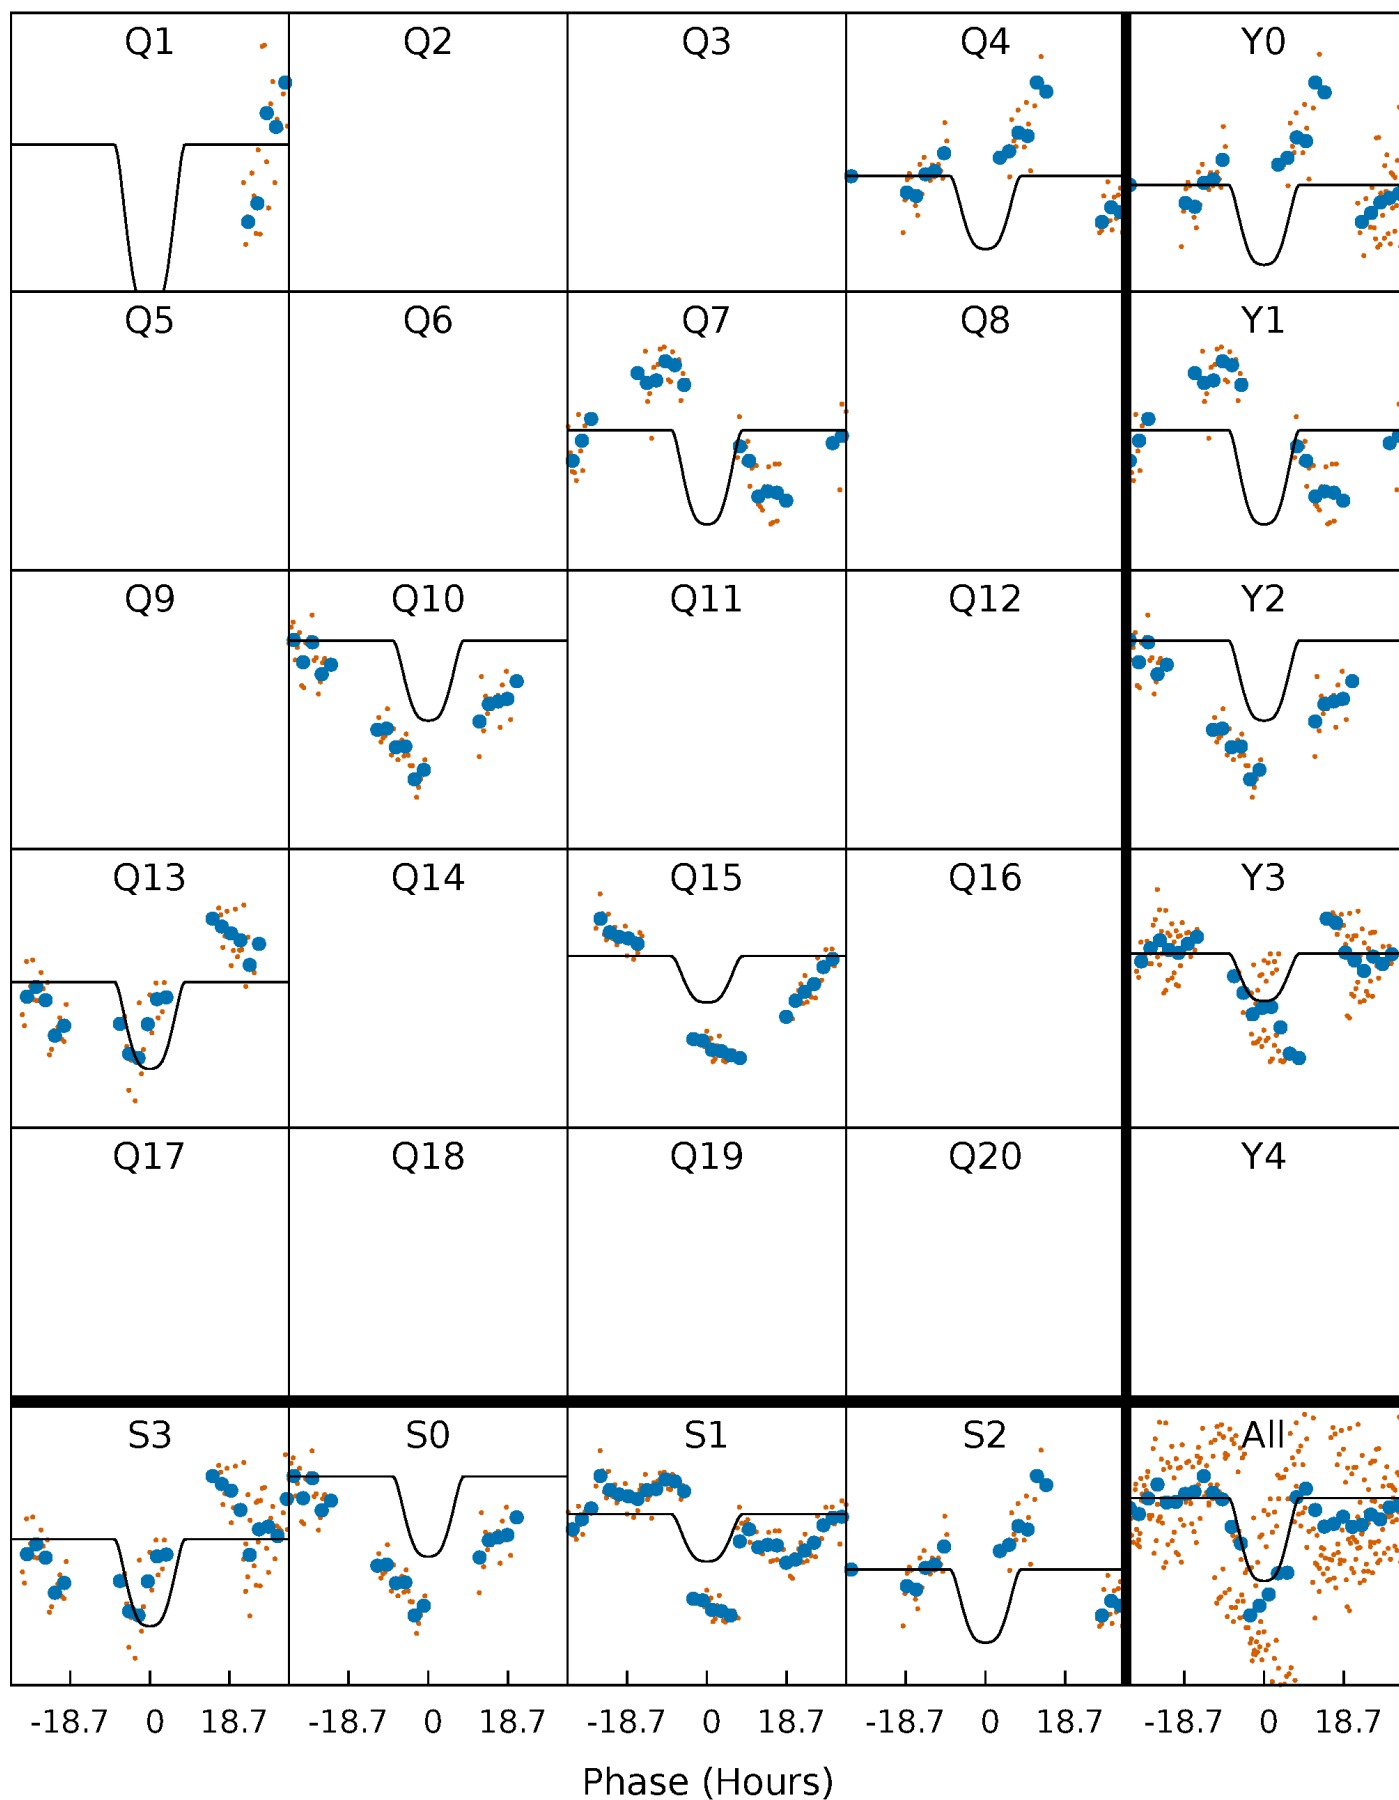 Q1 Q2 Q3 Q4 Y0
Q5 Q6 Q7 Q8 Y1
Q9 Q10 Q11 Q12 Y2
Q13 Q14 Q15 Q16 Y3
Q17 Q18 Q19 Q20 Y4
S3 S0 S1 S2 All
-18.7 0 18.7 -18.7 0 18.7 -18.7 0 18.7 -18.7 0 18.7 -18.7 0 18.7
Phase (Hours)